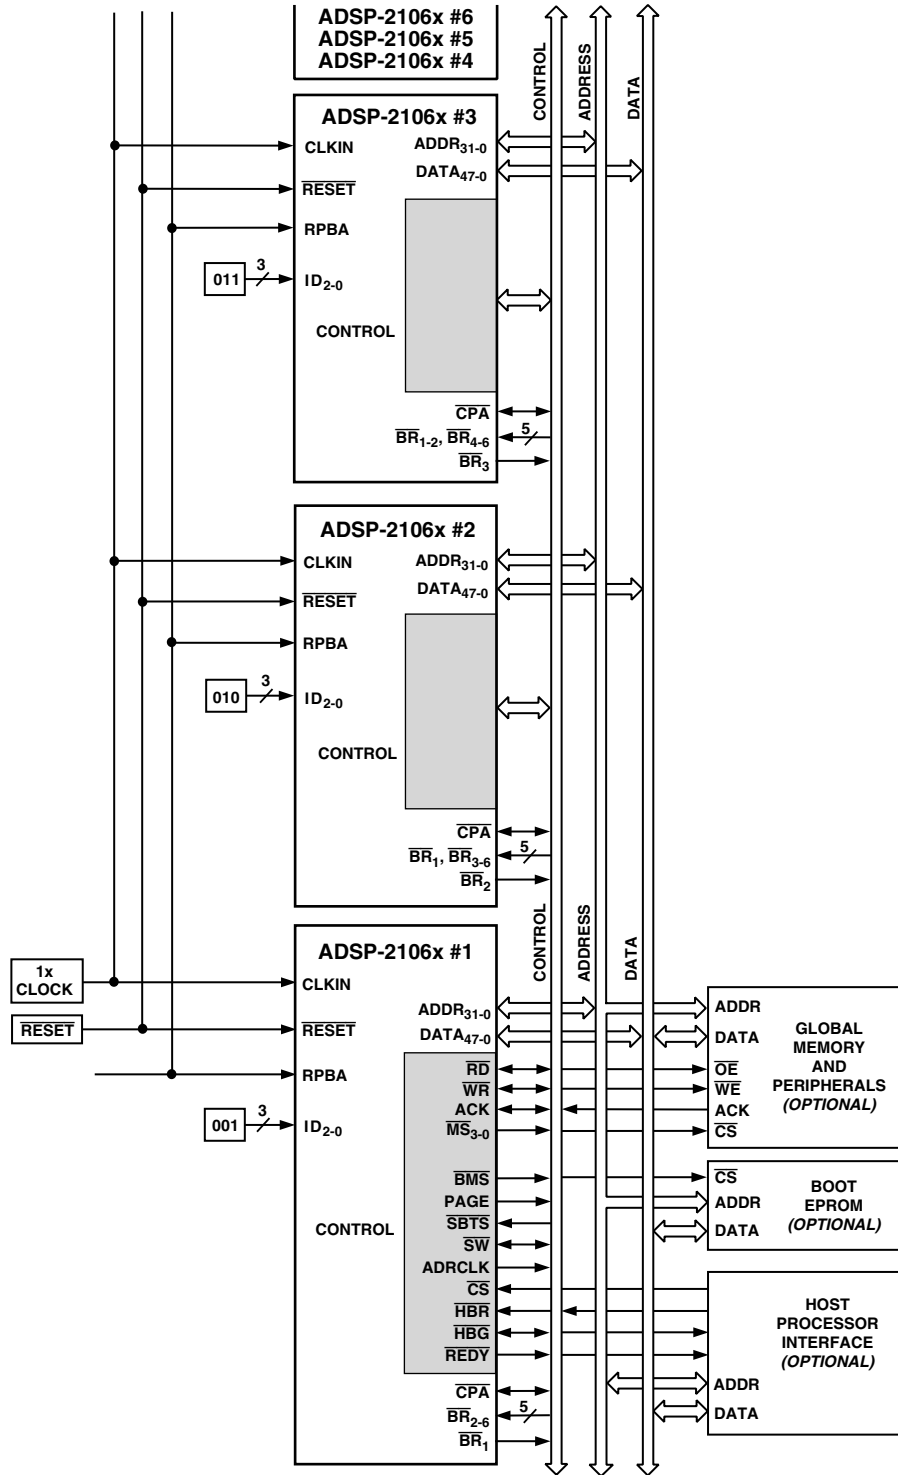 ADSP-2106x #6
ADSP-2106x #5
ADSP-2106x #4
CONTROL
ADDRESS
DATA
ADSP-2106x #3
CLKIN
ADDR31-0
DATA47-0
RESET
RPBA
011
3
ID2-0
CONTROL
CPA
BR1-2, BR4-6
5
BR3
ADSP-2106x #2
CLKIN
ADDR31-0
DATA47-0
RESET
RPBA
010
3
ID2-0
CONTROL
CPA
BR1, BR3-6
5
BR2
CONTROL
ADDRESS
DATA
ADSP-2106x #1
1x
CLOCK
CLKIN
ADDR31-0
RESET
RESET
DATA47-0
RPBA
001
3
ID2-0
CONTROL
RD
WR
ACK
MS3-0
BMS
PAGE
SBTS
SW
ADRCLK
CS
HBR
HBG
REDY
CPA
BR2-6
5
BR1
ADDR
DATA
OE
WE
ACK
CS
GLOBAL
MEMORY
AND
PERIPHERALS
(OPTIONAL)
CS
ADDR
DATA
BOOT
EPROM
(OPTIONAL)
HOST
PROCESSOR
INTERFACE
(OPTIONAL)
ADDR
DATA